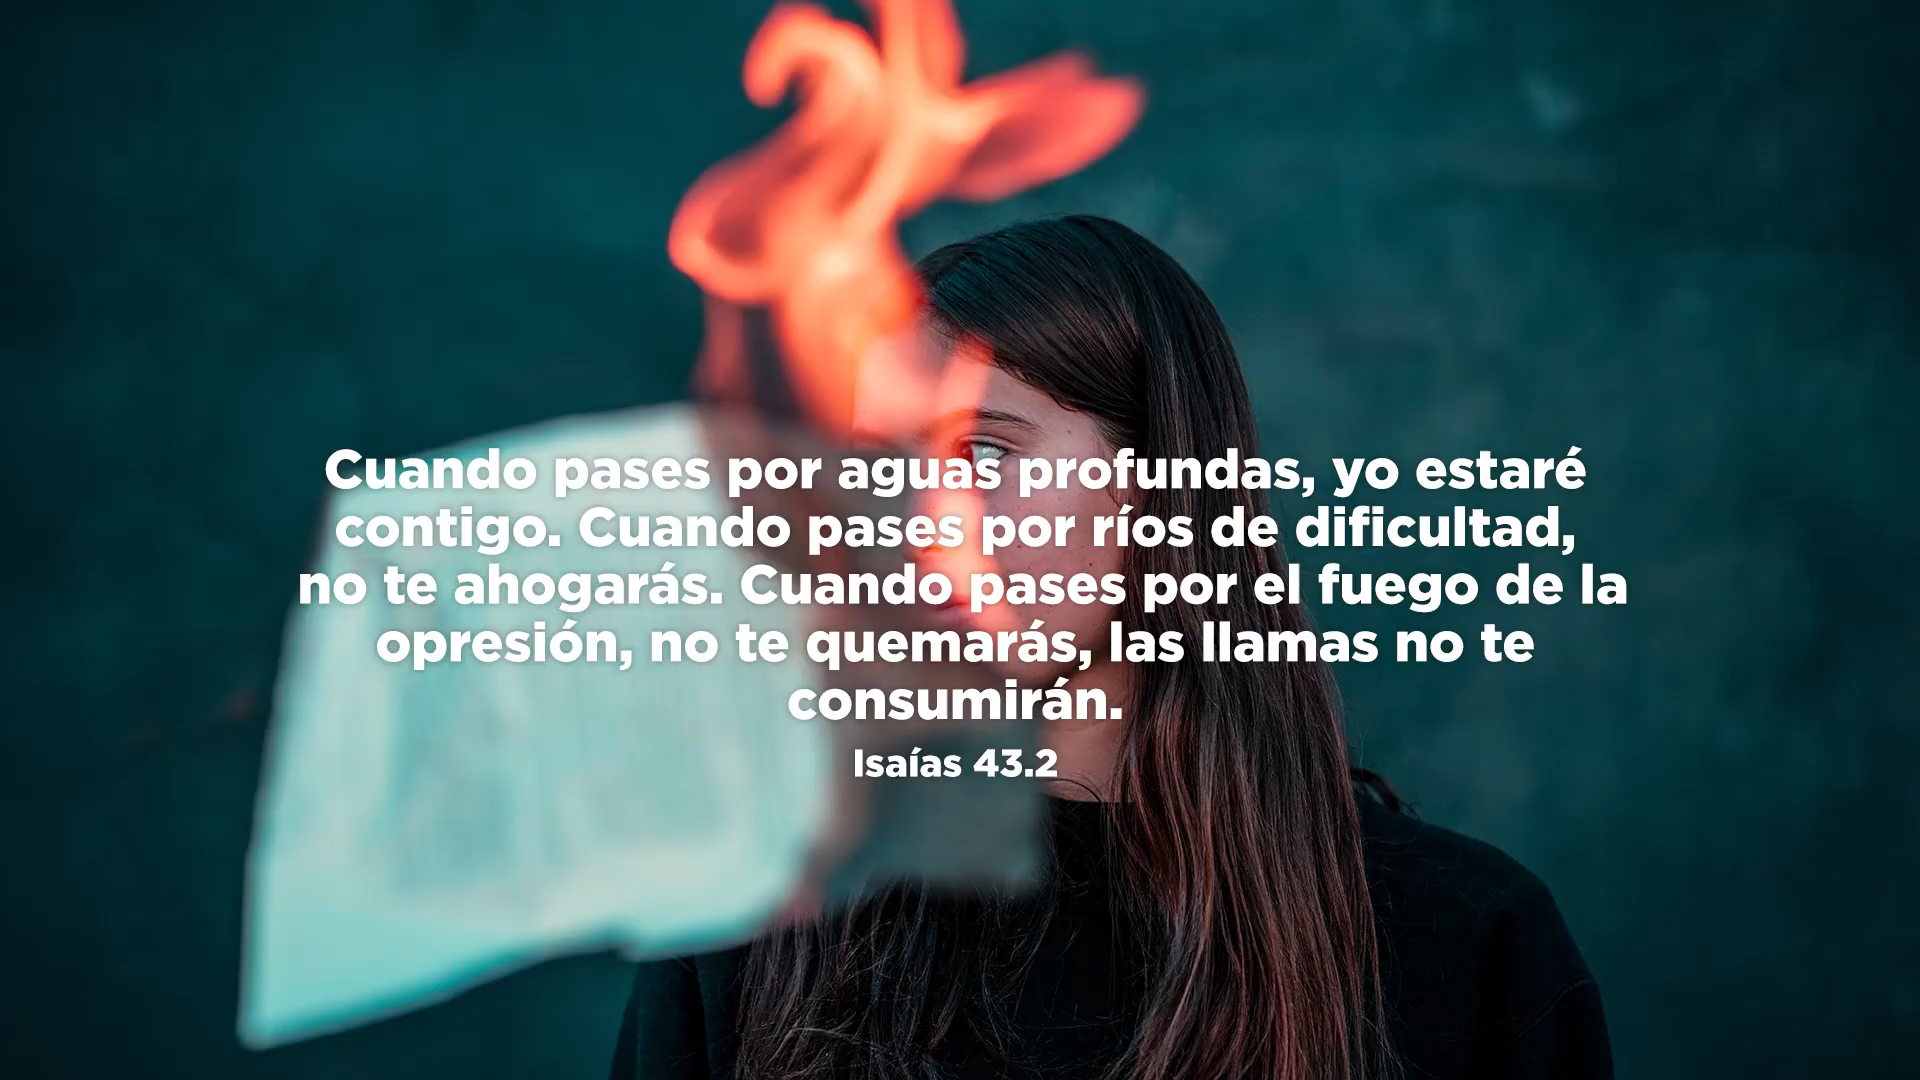 Cuando pases por aguas profundas, yo estaré
contigo. Cuando pases por ríos de dificultad,
no te ahogarás. Cuando pases por el fuego de la
opresión, no te quemarás, las llamas no te
consumirán.
Isaías 43.2